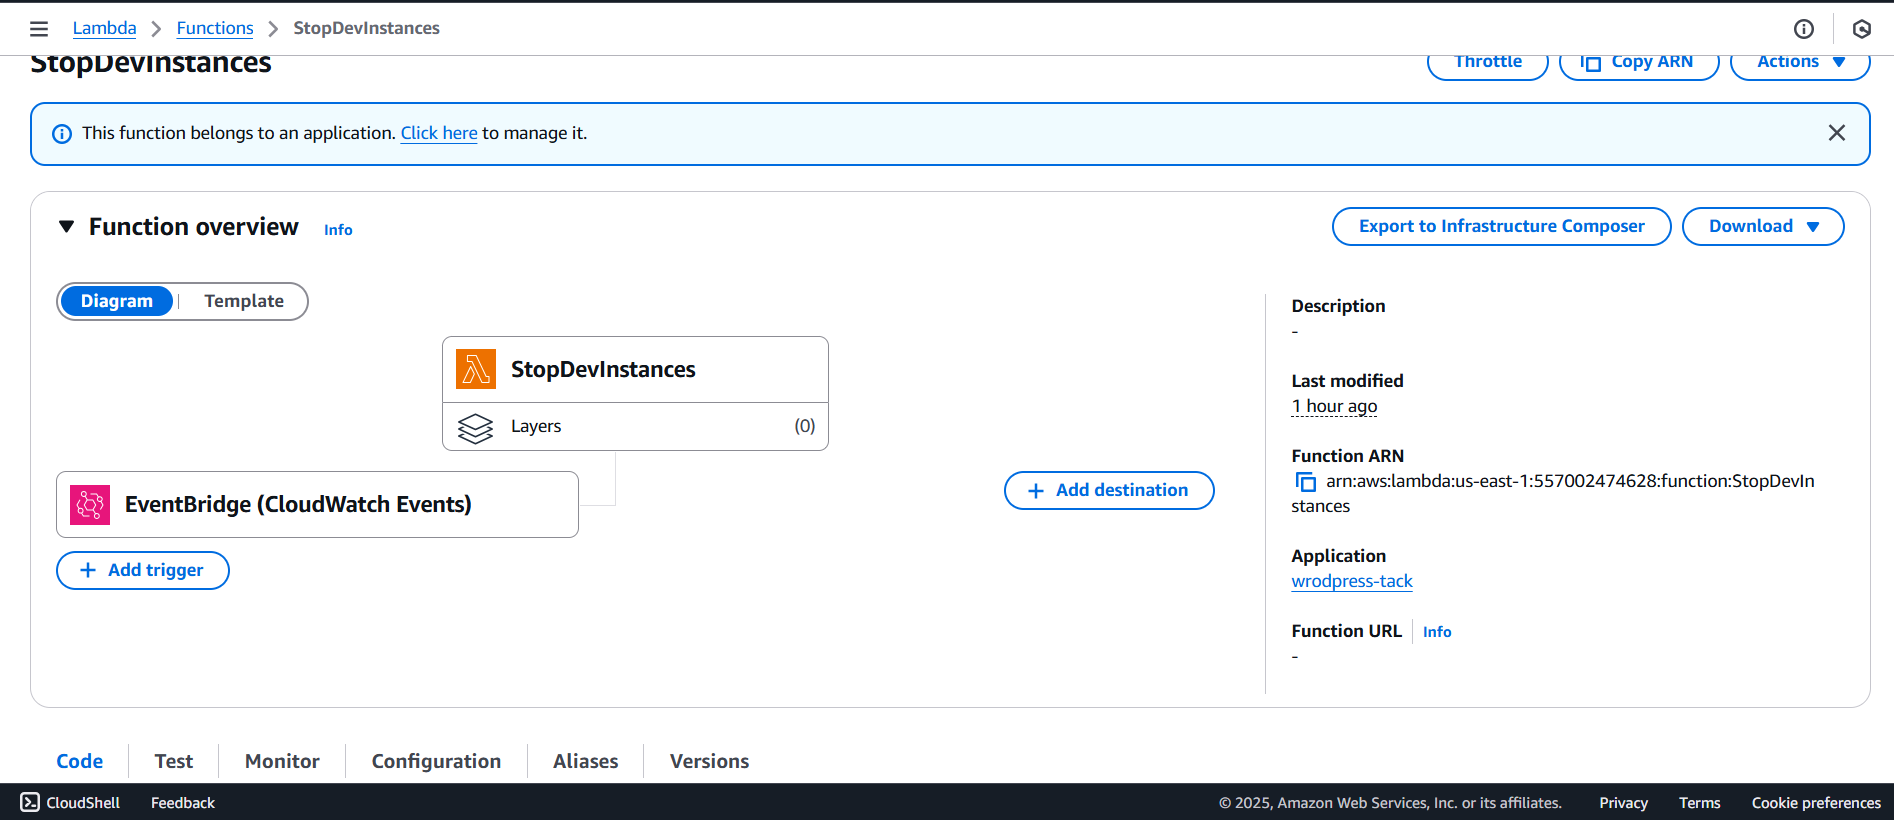 Lambda > Functions > StopDevInstances
StopDevInstances
Throttle
Copy ARN
Actions
This function belongs to an application. Click here to manage it.
Function overview
Info
Export to Infrastructure Composer
Download
Diagram
Template
StopDevInstances
Layers
(0)
EventBridge (CloudWatch Events)
+ Add destination
+ Add trigger
Description
-
Last modified
1 hour ago
Function ARN
arn:aws:lambda:us-east-1:557002474628:function:StopDevIn
stances
Application
wrodpress-tack
Function URL
Info
-
Code
Test
Monitor
Configuration
Aliases
Versions
CloudShell
Feedback
© 2025, Amazon Web Services, Inc. or its affiliates.
Privacy
Terms
Cookie preferences